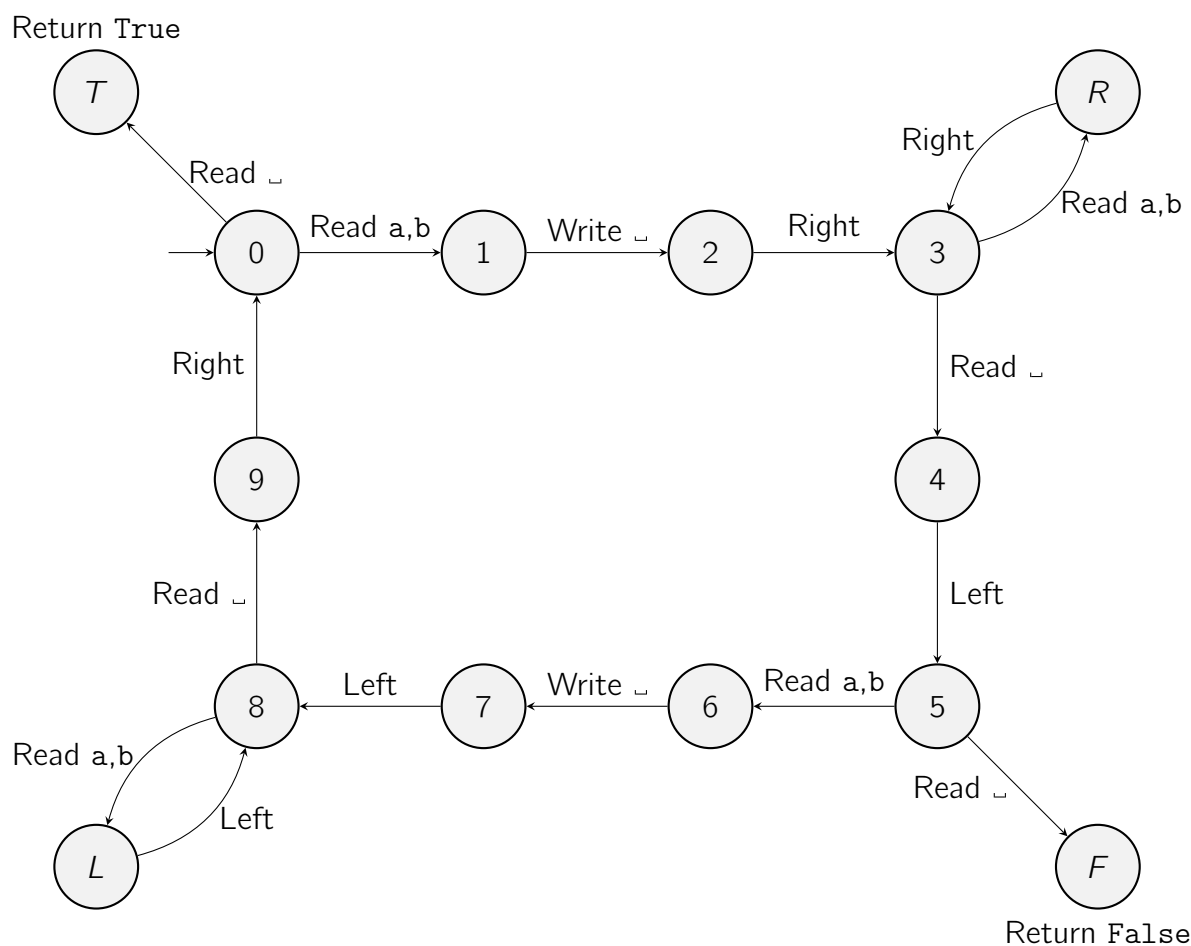 Return True
T
R
Right
Read ␣
Read a,b
0
Read a,b
1
Write ␣
2
Right
3
Right
Read ␣
9
4
Read ␣
Left
8
Left
7
Write ␣
6
Read a,b
5
Read a,b
Left
Read ␣
L
F
Return False